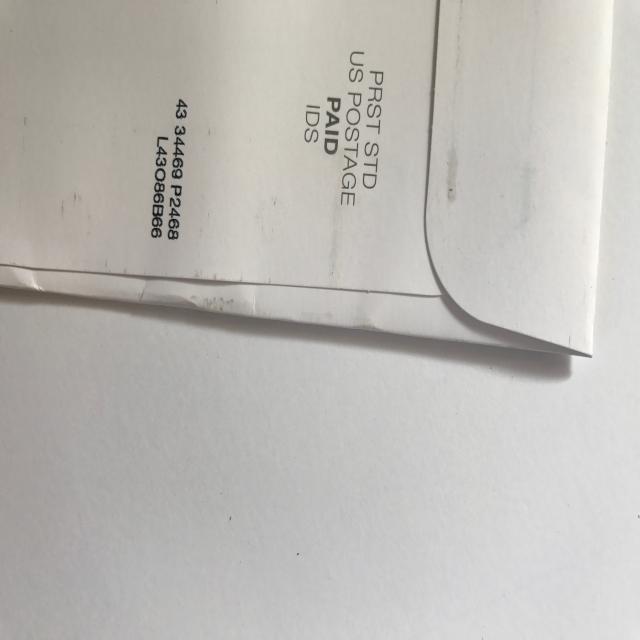 PRST STD
US POSTAGE
PAID
IDS
43 34469 P2468
L43O86B66